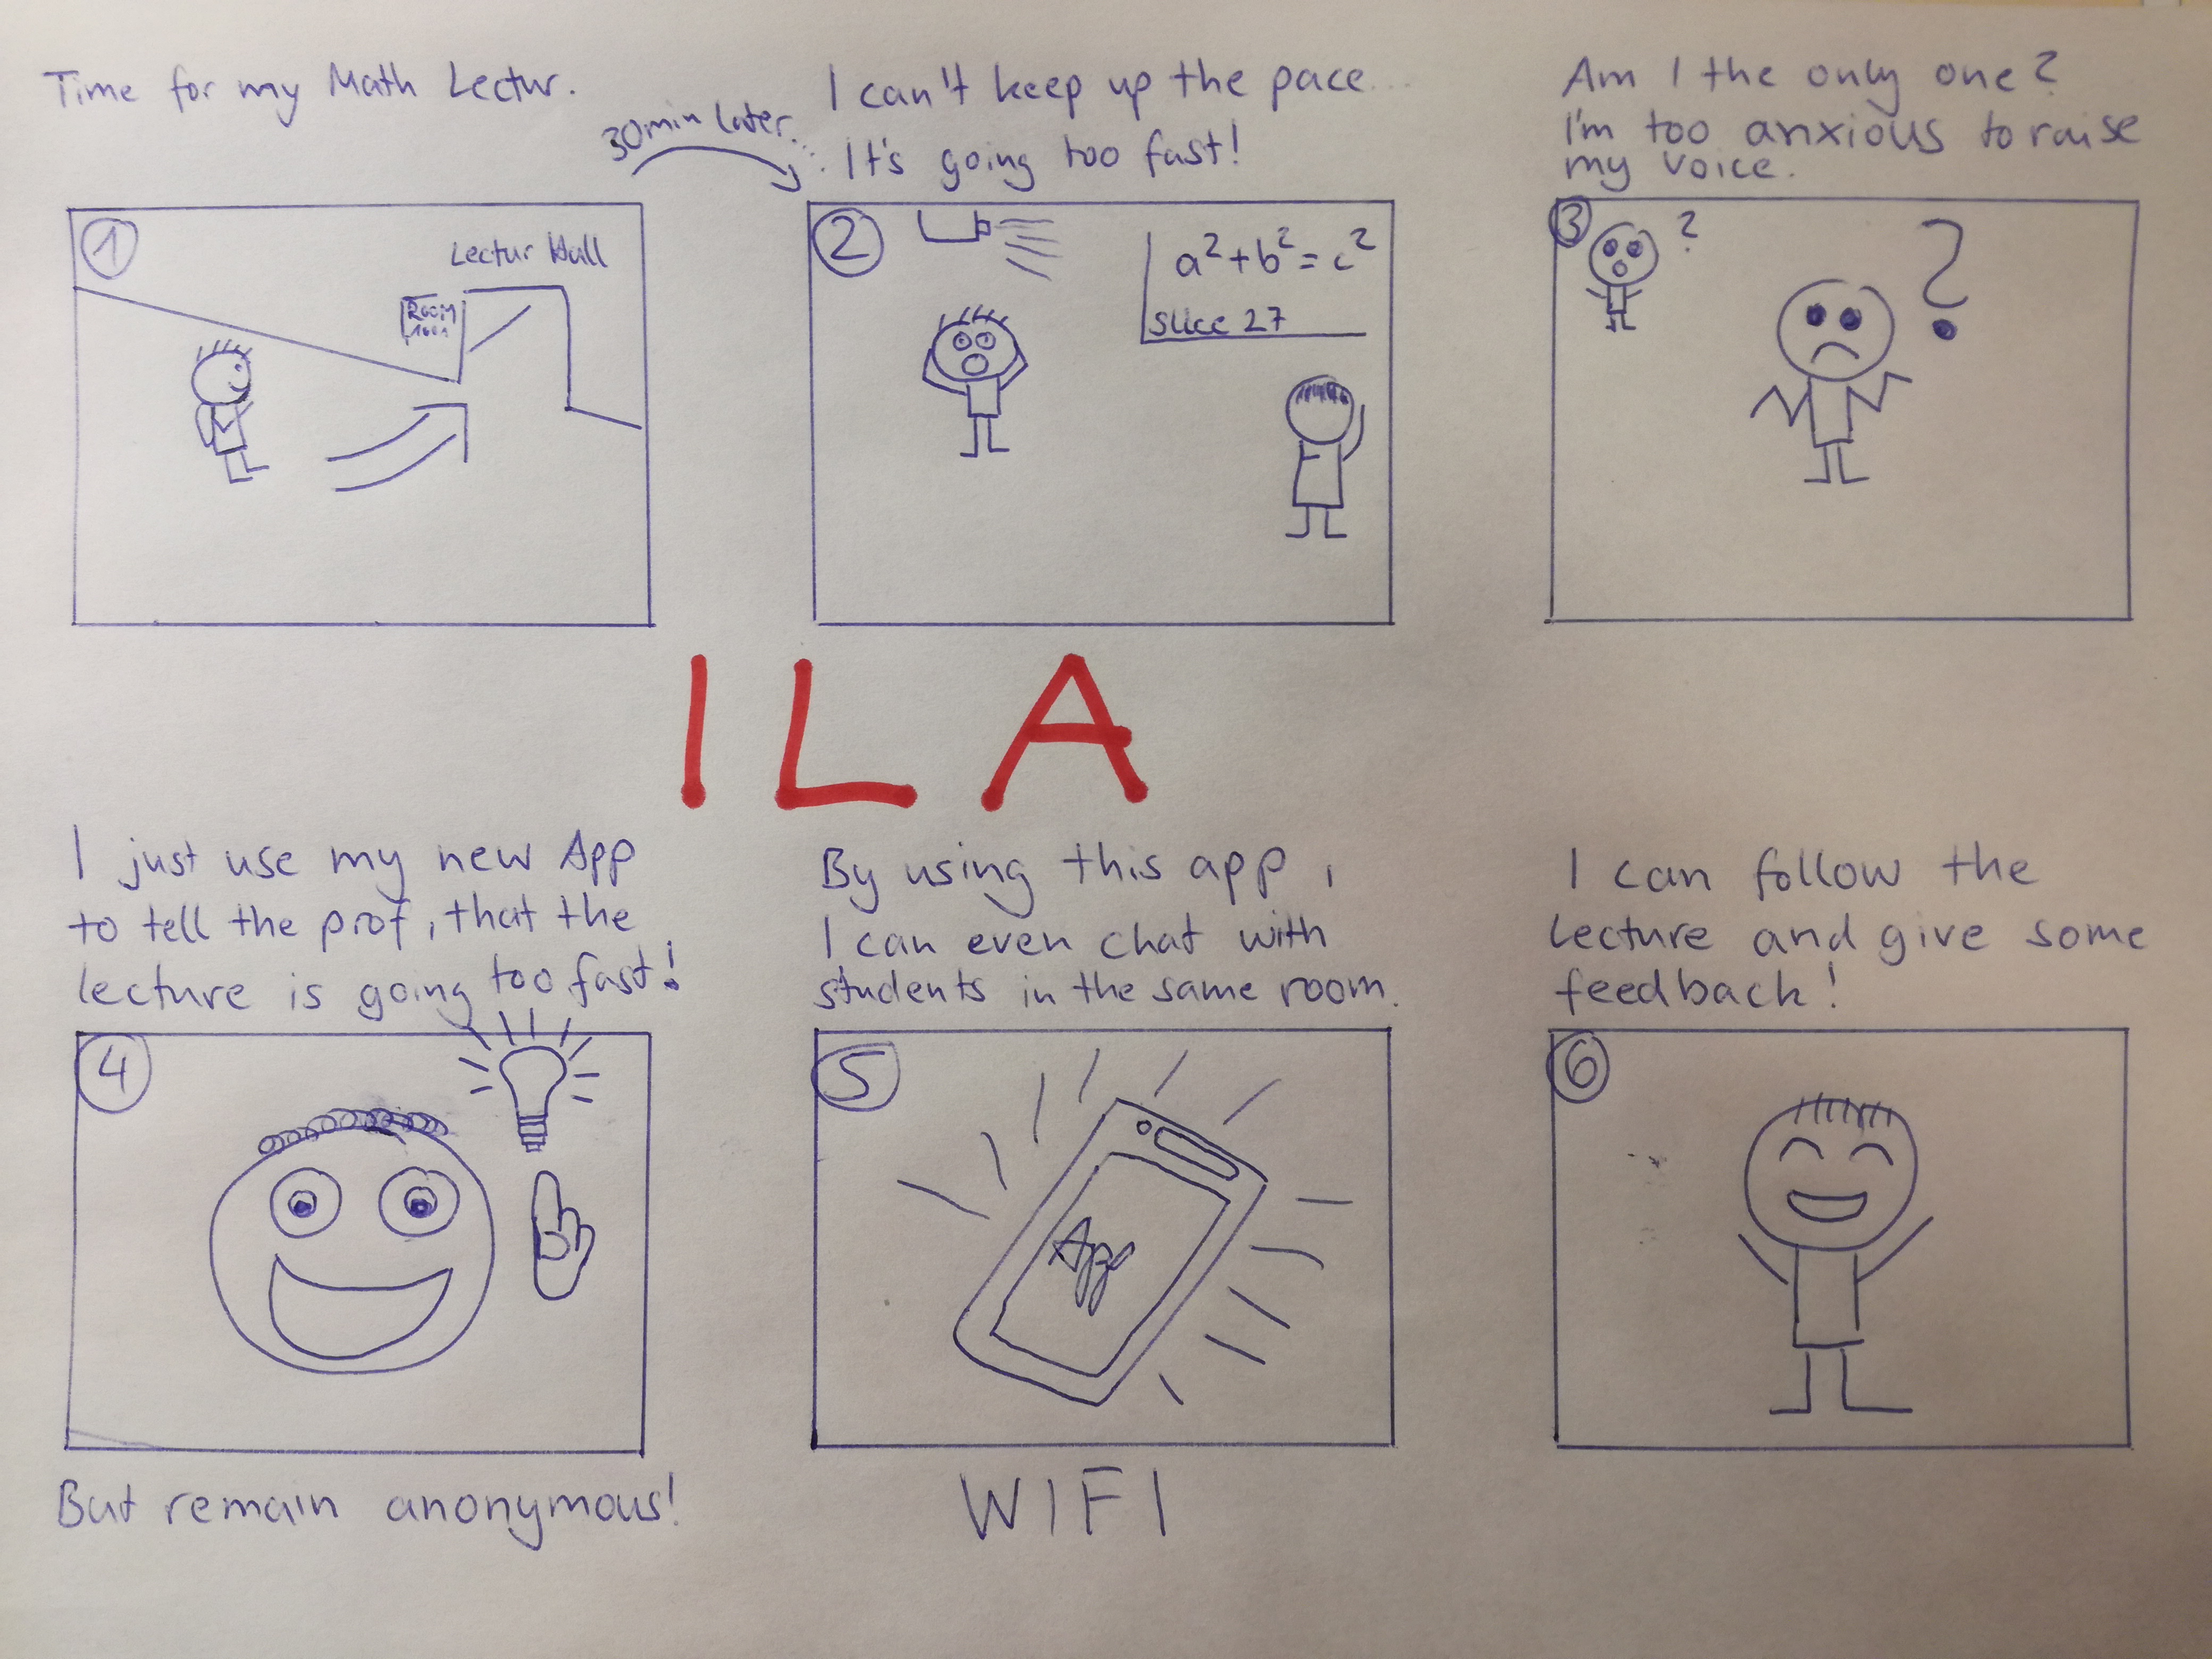 Time for my Math Lectur.
30min Later...
I can't keep up the pace...
It's going too fast!
Am I the only one?
I'm too anxious to raise
my voice.
1
Lectur Hall
Room
2
a²+b²=c²
Slice 27
3
?
?
ILA
I just use my new App
to tell the prof, that the
lecture is going too fast!
By using this app,
I can even chat with
students in the same room.
I can follow the
lecture and give some
feedback!
4
5
App
6
But remain anonymous!
WIFI